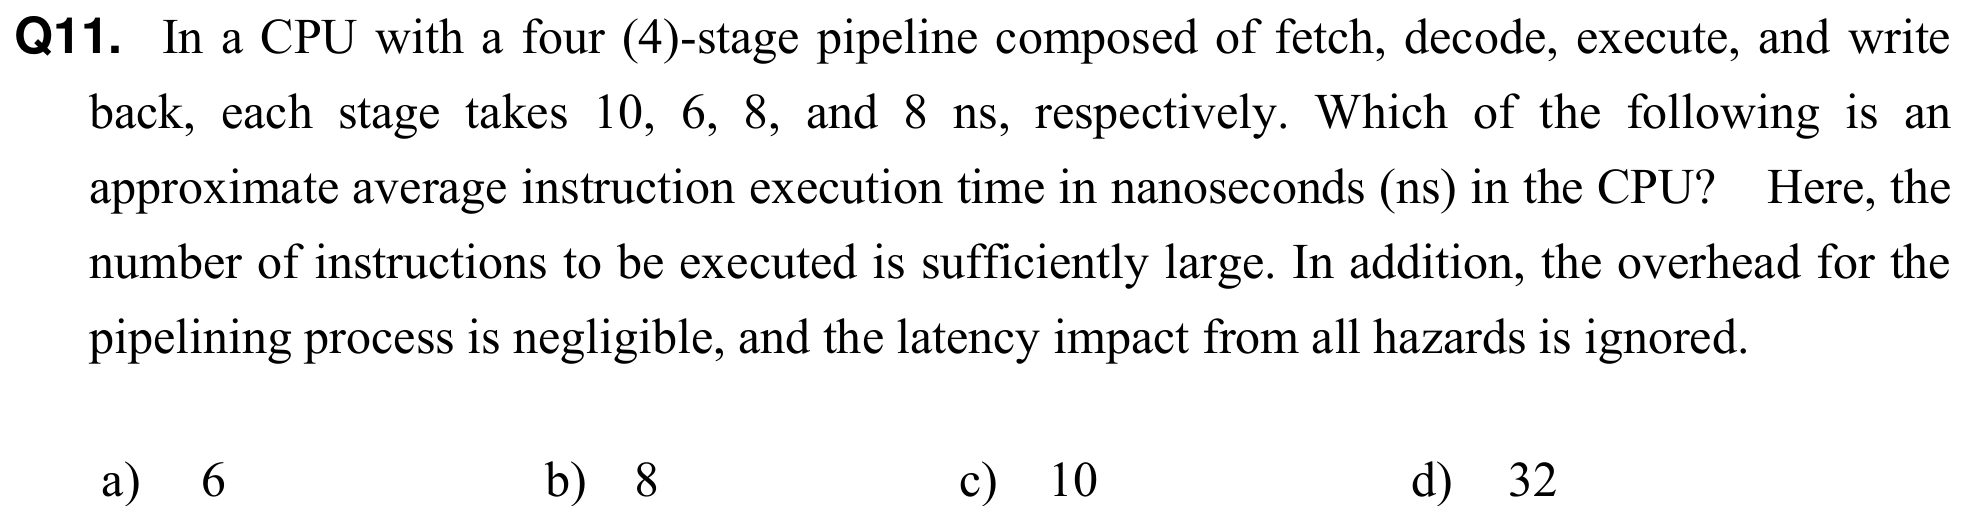 Q11. In a CPU with a four (4)-stage pipeline composed of fetch, decode, execute, and write
back, each stage takes 10, 6, 8, and 8 ns, respectively. Which of the following is an
approximate average instruction execution time in nanoseconds (ns) in the CPU? Here, the
number of instructions to be executed is sufficiently large. In addition, the overhead for the
pipelining process is negligible, and the latency impact from all hazards is ignored.
a) 6 b) 8 c) 10 d) 32